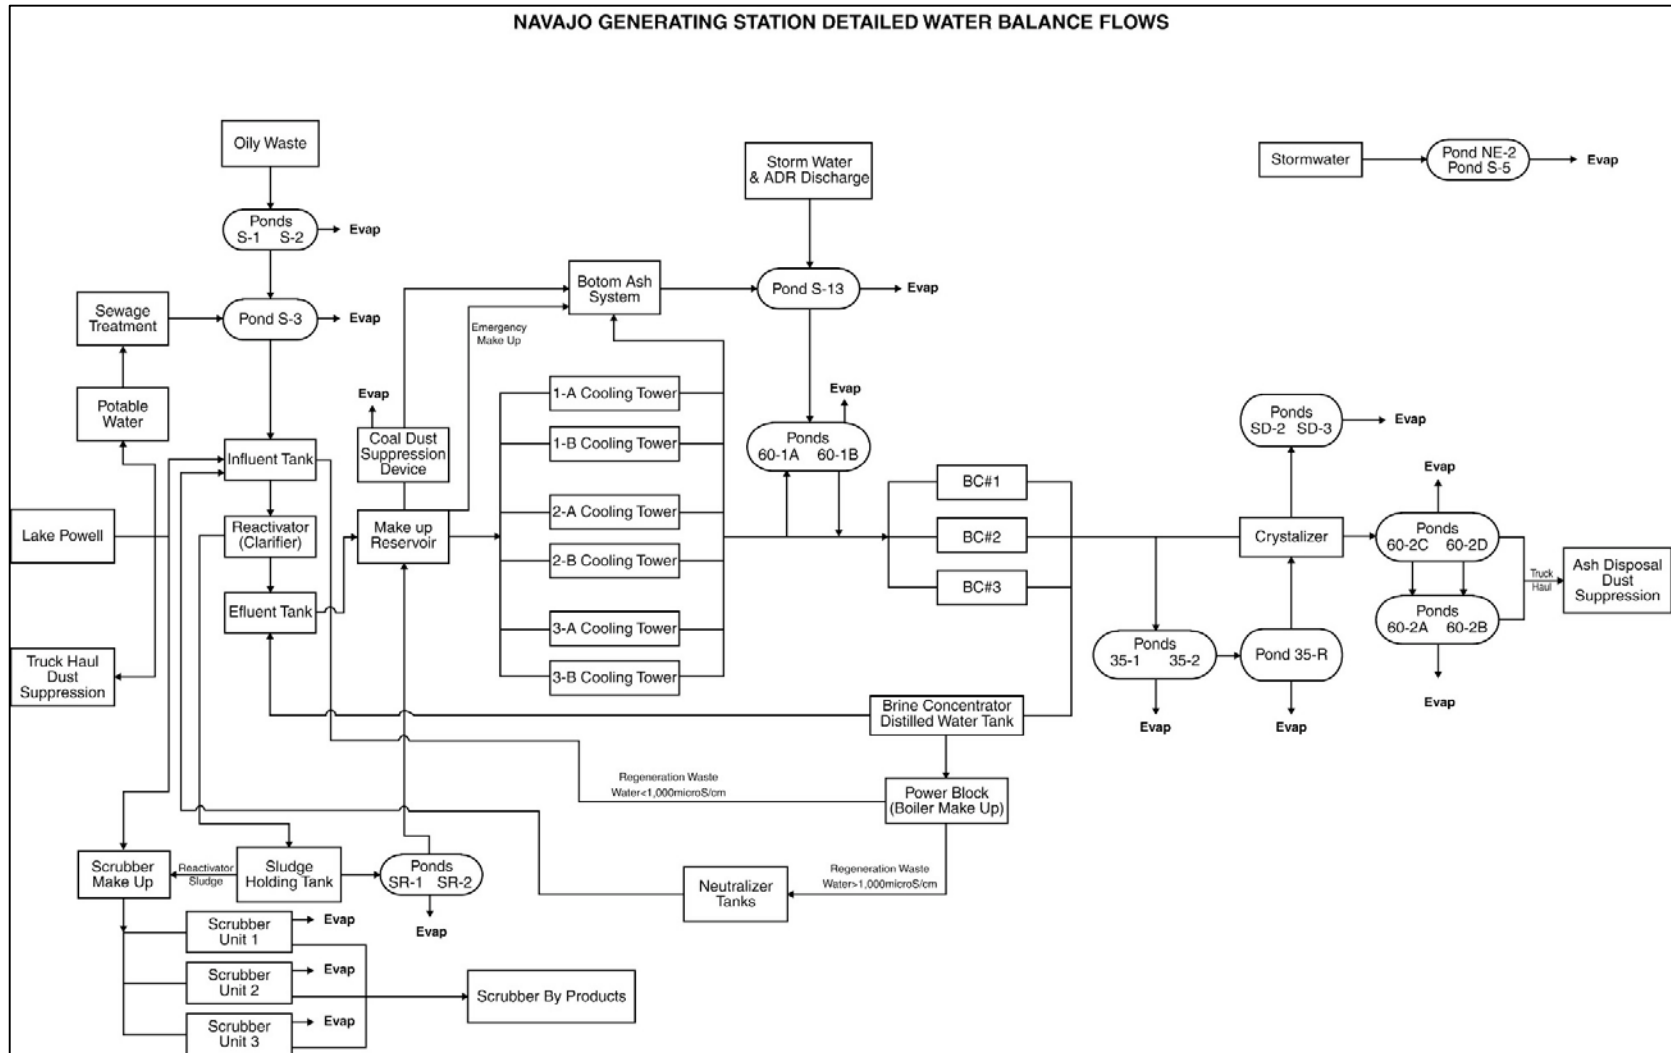 NAVAJO GENERATING STATION DETAILED WATER BALANCE FLOWS
Oily Waste
Storm Water
& ADR Discharge
Stormwater
Pond NE-2
Pond S-5
Evap
Ponds
S-1 S-2
Evap
Sewage
Treatment
Pond S-3
Evap
Botom Ash
System
Pond S-13
Evap
Emergency
Make Up
Potable
Water
Evap
Coal Dust
Suppression
Device
1-A Cooling Tower
1-B Cooling Tower
2-A Cooling Tower
2-B Cooling Tower
3-A Cooling Tower
3-B Cooling Tower
Evap
Ponds
60-1A 60-1B
Ponds
SD-2 SD-3
Evap
Influent Tank
BC#1
BC#2
BC#3
Evap
Lake Powell
Reactivator
(Clarifier)
Make up
Reservoir
Crystalizer
Ponds
60-2C 60-2D
Truck
Haul
Ash Disposal
Dust
Suppression
Efluent Tank
Ponds
60-2A 60-2B
Evap
Truck Haul
Dust
Suppression
Ponds
35-1 35-2
Evap
Pond 35-R
Evap
Brine Concentrator
Distilled Water Tank
Regeneration Waste
Water<1,000microS/cm
Power Block
(Boiler Make Up)
Scrubber
Make Up
Reactivator
Sludge
Sludge
Holding Tank
Ponds
SR-1 SR-2
Evap
Neutralizer
Tanks
Regeneration Waste
Water>1,000microS/cm
Scrubber
Unit 1
Evap
Scrubber
Unit 2
Evap
Scrubber By Products
Scrubber
Unit 3
Evap